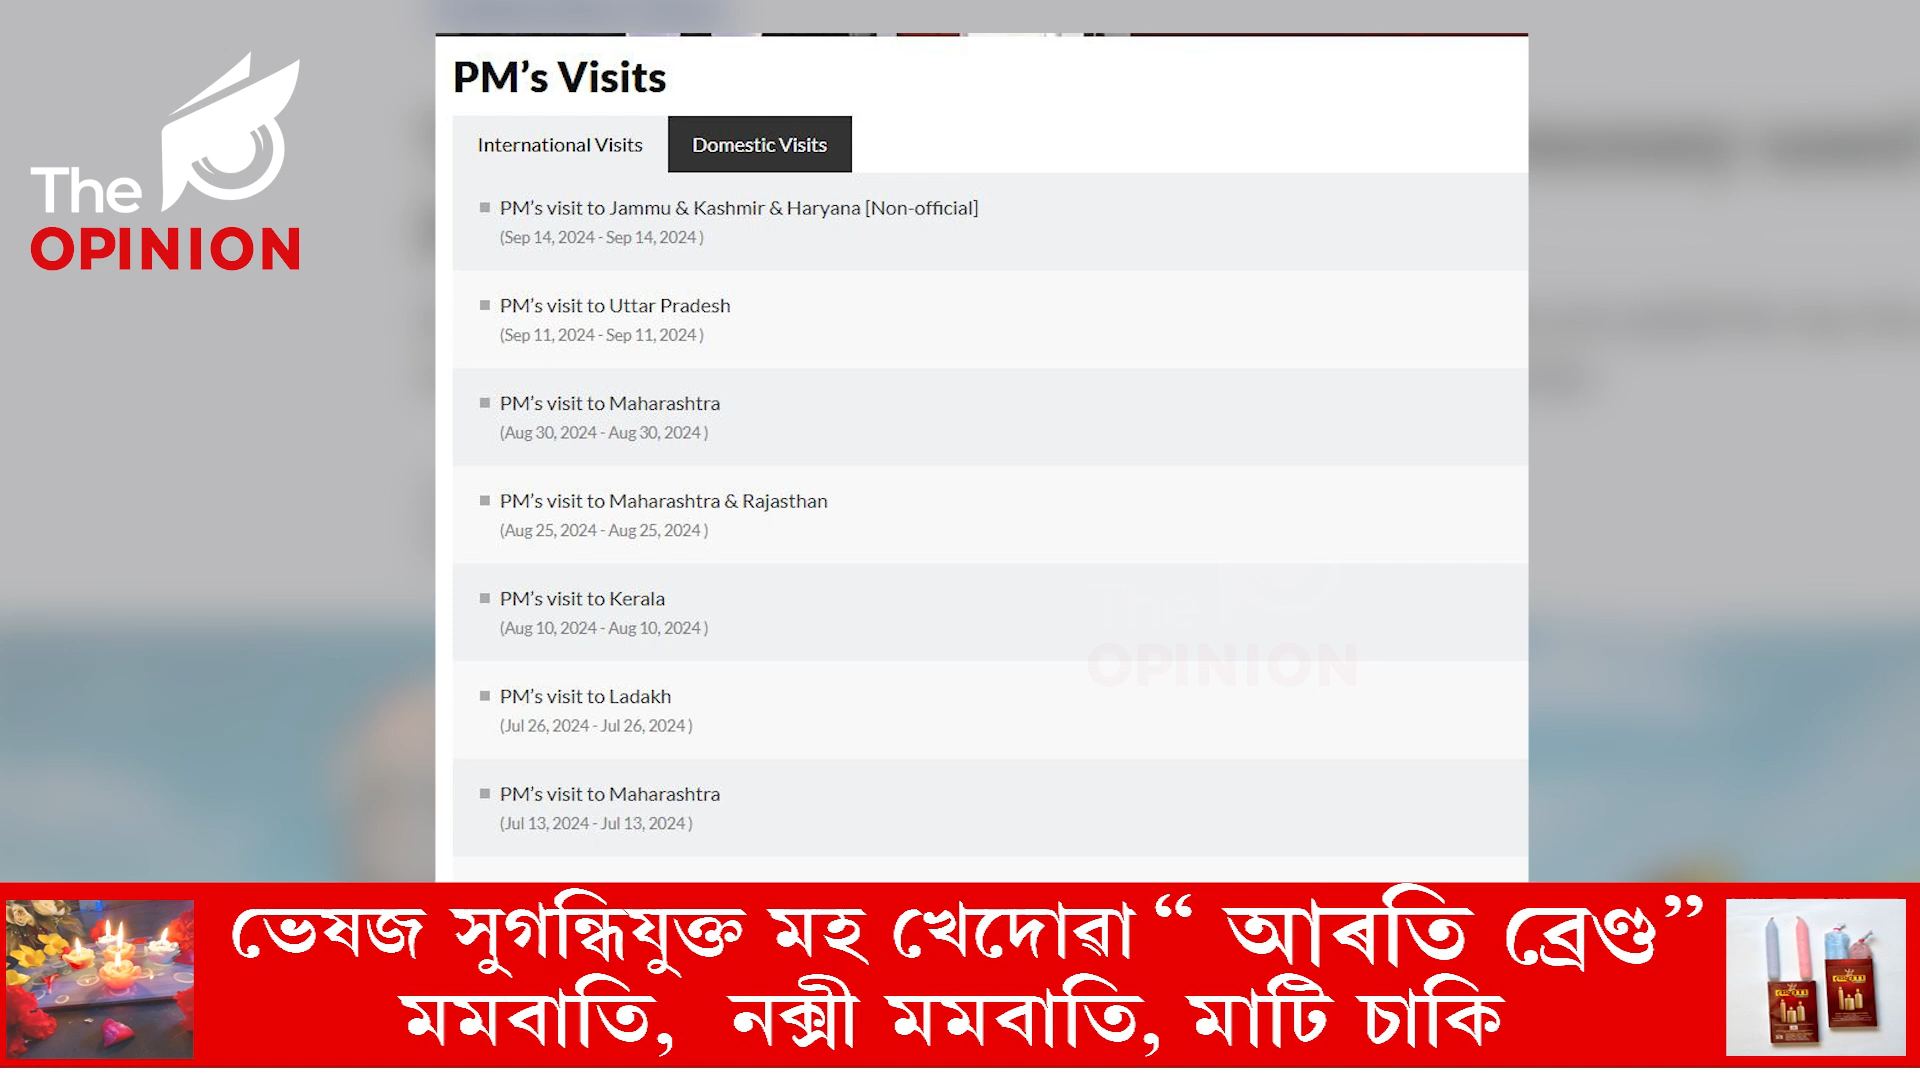 The
OPINION
PM’s Visits
International Visits
Domestic Visits
PM’s visit to Jammu & Kashmir & Haryana [Non-official]
(Sep 14, 2024 - Sep 14, 2024 )
PM’s visit to Uttar Pradesh
(Sep 11, 2024 - Sep 11, 2024 )
PM’s visit to Maharashtra
(Aug 30, 2024 - Aug 30, 2024 )
PM’s visit to Maharashtra & Rajasthan
(Aug 25, 2024 - Aug 25, 2024 )
PM’s visit to Kerala
(Aug 10, 2024 - Aug 10, 2024 )
The
OPINION
PM’s visit to Ladakh
(Jul 26, 2024 - Jul 26, 2024 )
PM’s visit to Maharashtra
(Jul 13, 2024 - Jul 13, 2024 )
ভেষজ সুগন্ধিযুক্ত মহ খেদোৱা “ আৰতি ব্ৰেণ্ড”
মমবাতি, নক্সী মমবাতি, মাটি চাকি